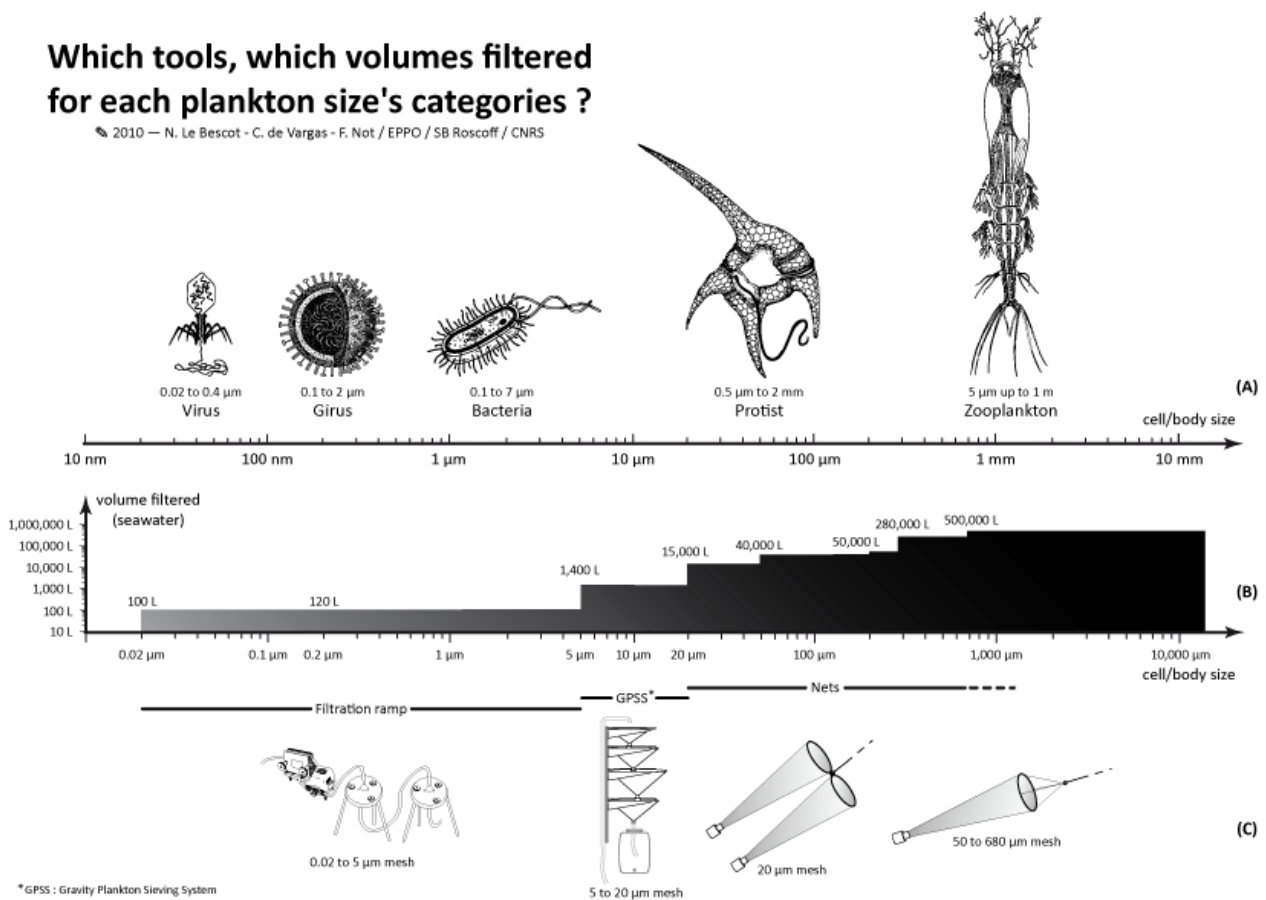 Which tools, which volumes filtered
for each plankton size's categories ?
✎ 2010 — N. Le Bescot - C. de Vargas - F. Not / EPPO / SB Roscoff / CNRS
0.02 to 0.4 µm
Virus
0.1 to 2 µm
Girus
0.1 to 7 µm
Bacteria
0.5 µm to 2 mm
Protist
5 µm up to 1 m
Zooplankton
(A)
cell/body size
10 nm
100 nm
1 µm
10 µm
100 µm
1 mm
10 mm
volume filtered
(seawater)
1,000,000 L
100,000 L
10,000 L
1,000 L
100 L
10 L
100 L
120 L
1,400 L
15,000 L
40,000 L
50,000 L
280,000 L
500,000 L
(B)
0.02 µm
0.1 µm
0.2 µm
1 µm
5 µm
10 µm
20 µm
100 µm
1,000 µm
10,000 µm
cell/body size
Filtration ramp
GPSS*
Nets
0.02 to 5 µm mesh
5 to 20 µm mesh
20 µm mesh
50 to 680 µm mesh
(C)
*GPSS : Gravity Plankton Sieving System